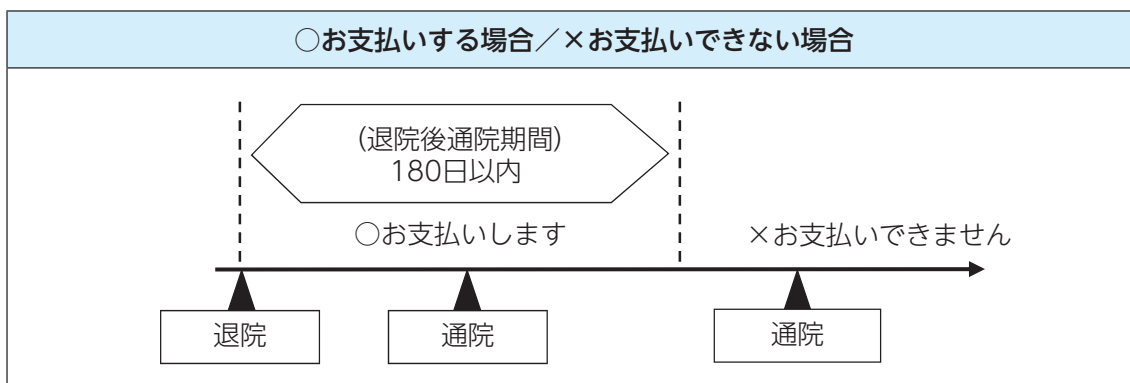 ○お支払いする場合／×お支払いできない場合
(退院後通院期間)
180日以内
○お支払いします
×お支払いできません
退院
通院
通院